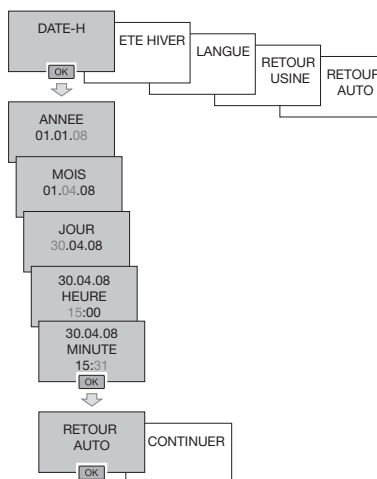 DATE-H
OK
ETE HIVER
LANGUE
RETOUR
USINE
RETOUR
AUTO
ANNEE
01.01.08
MOIS
01.04.08
JOUR
30.04.08
30.04.08
HEURE
15:00
30.04.08
MINUTE
15:31
OK
RETOUR
AUTO
OK
CONTINUER